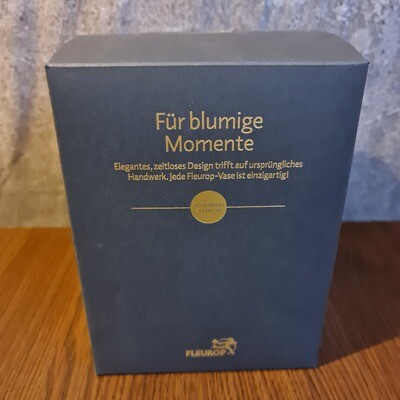 Für blumige
Momente
Elegantes, zeitloses Design trifft auf ursprüngliches
Handwerk. Jede Fleurop-Vase ist einzigartig!
FLEUROP